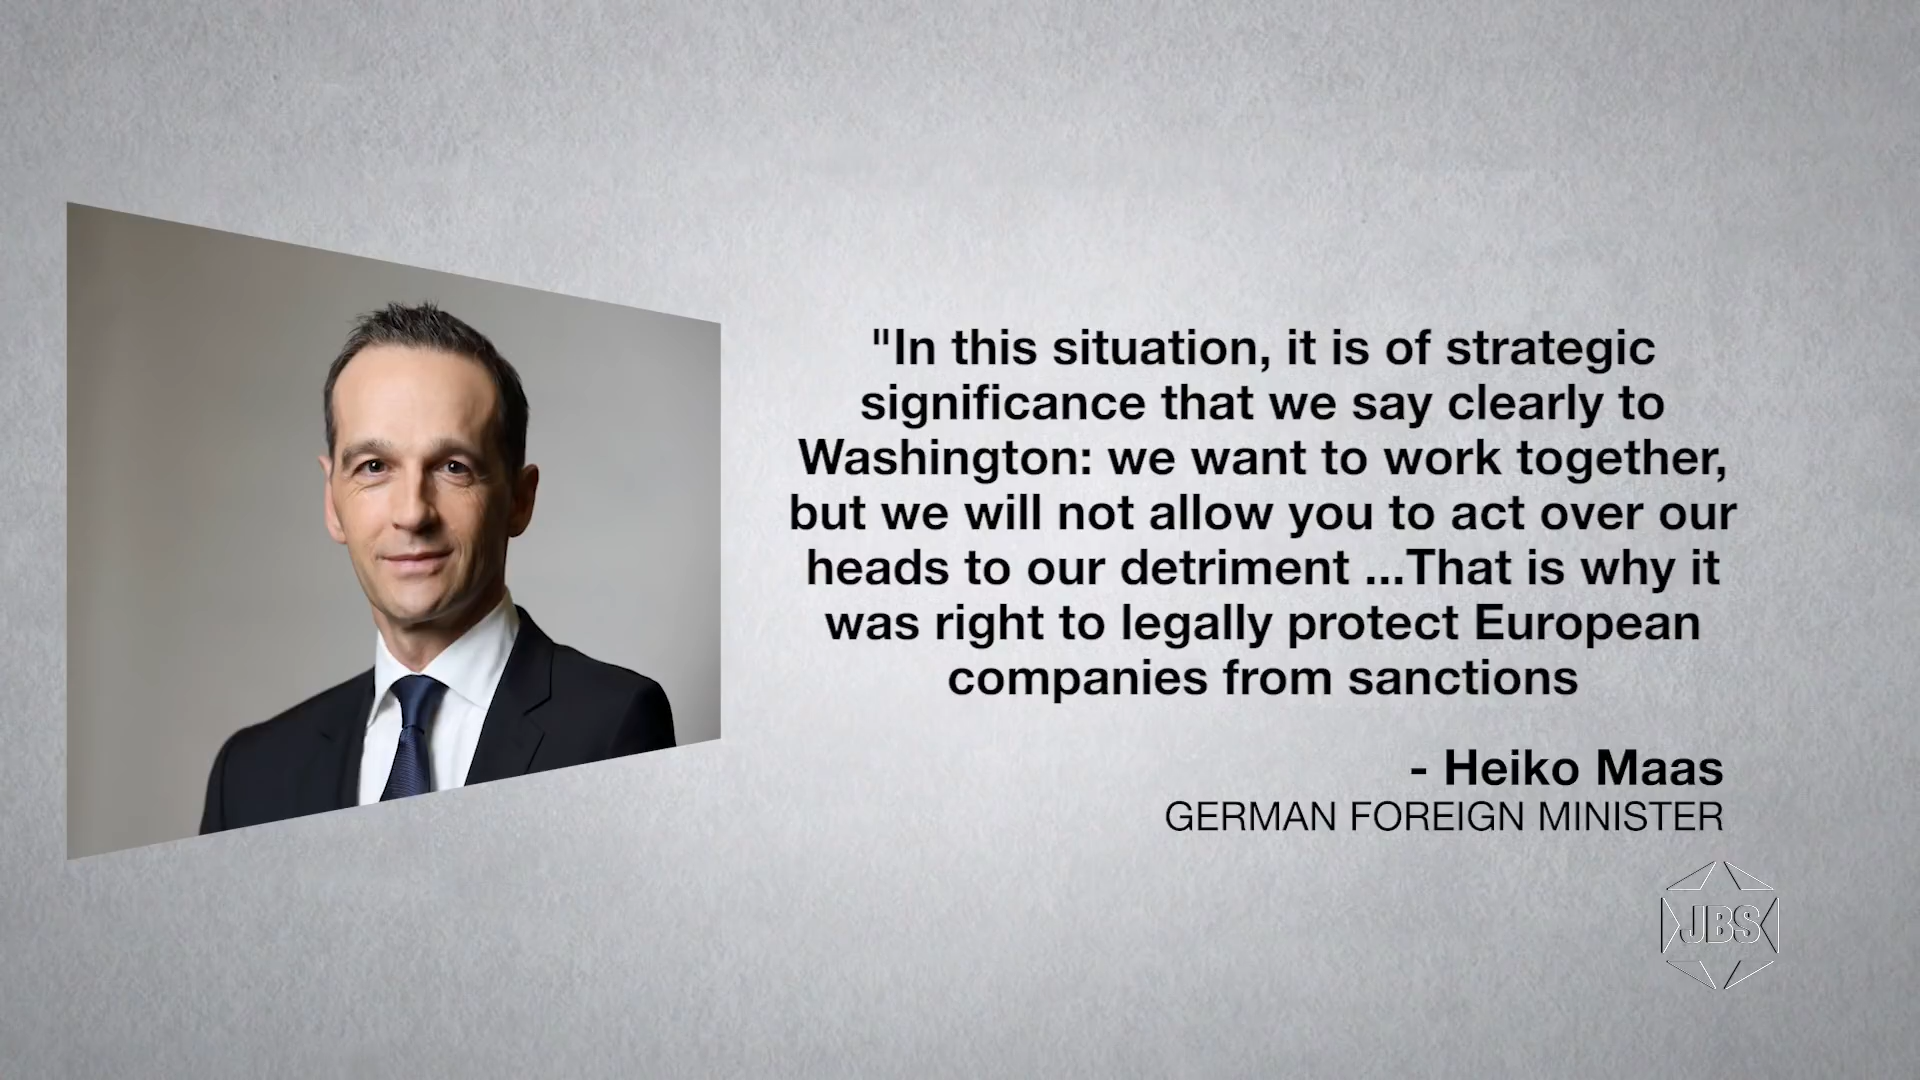 "In this situation, it is of strategic
significance that we say clearly to
Washington: we want to work together,
but we will not allow you to act over our
heads to our detriment ...That is why it
was right to legally protect European
companies from sanctions
- Heiko Maas
GERMAN FOREIGN MINISTER
JBS